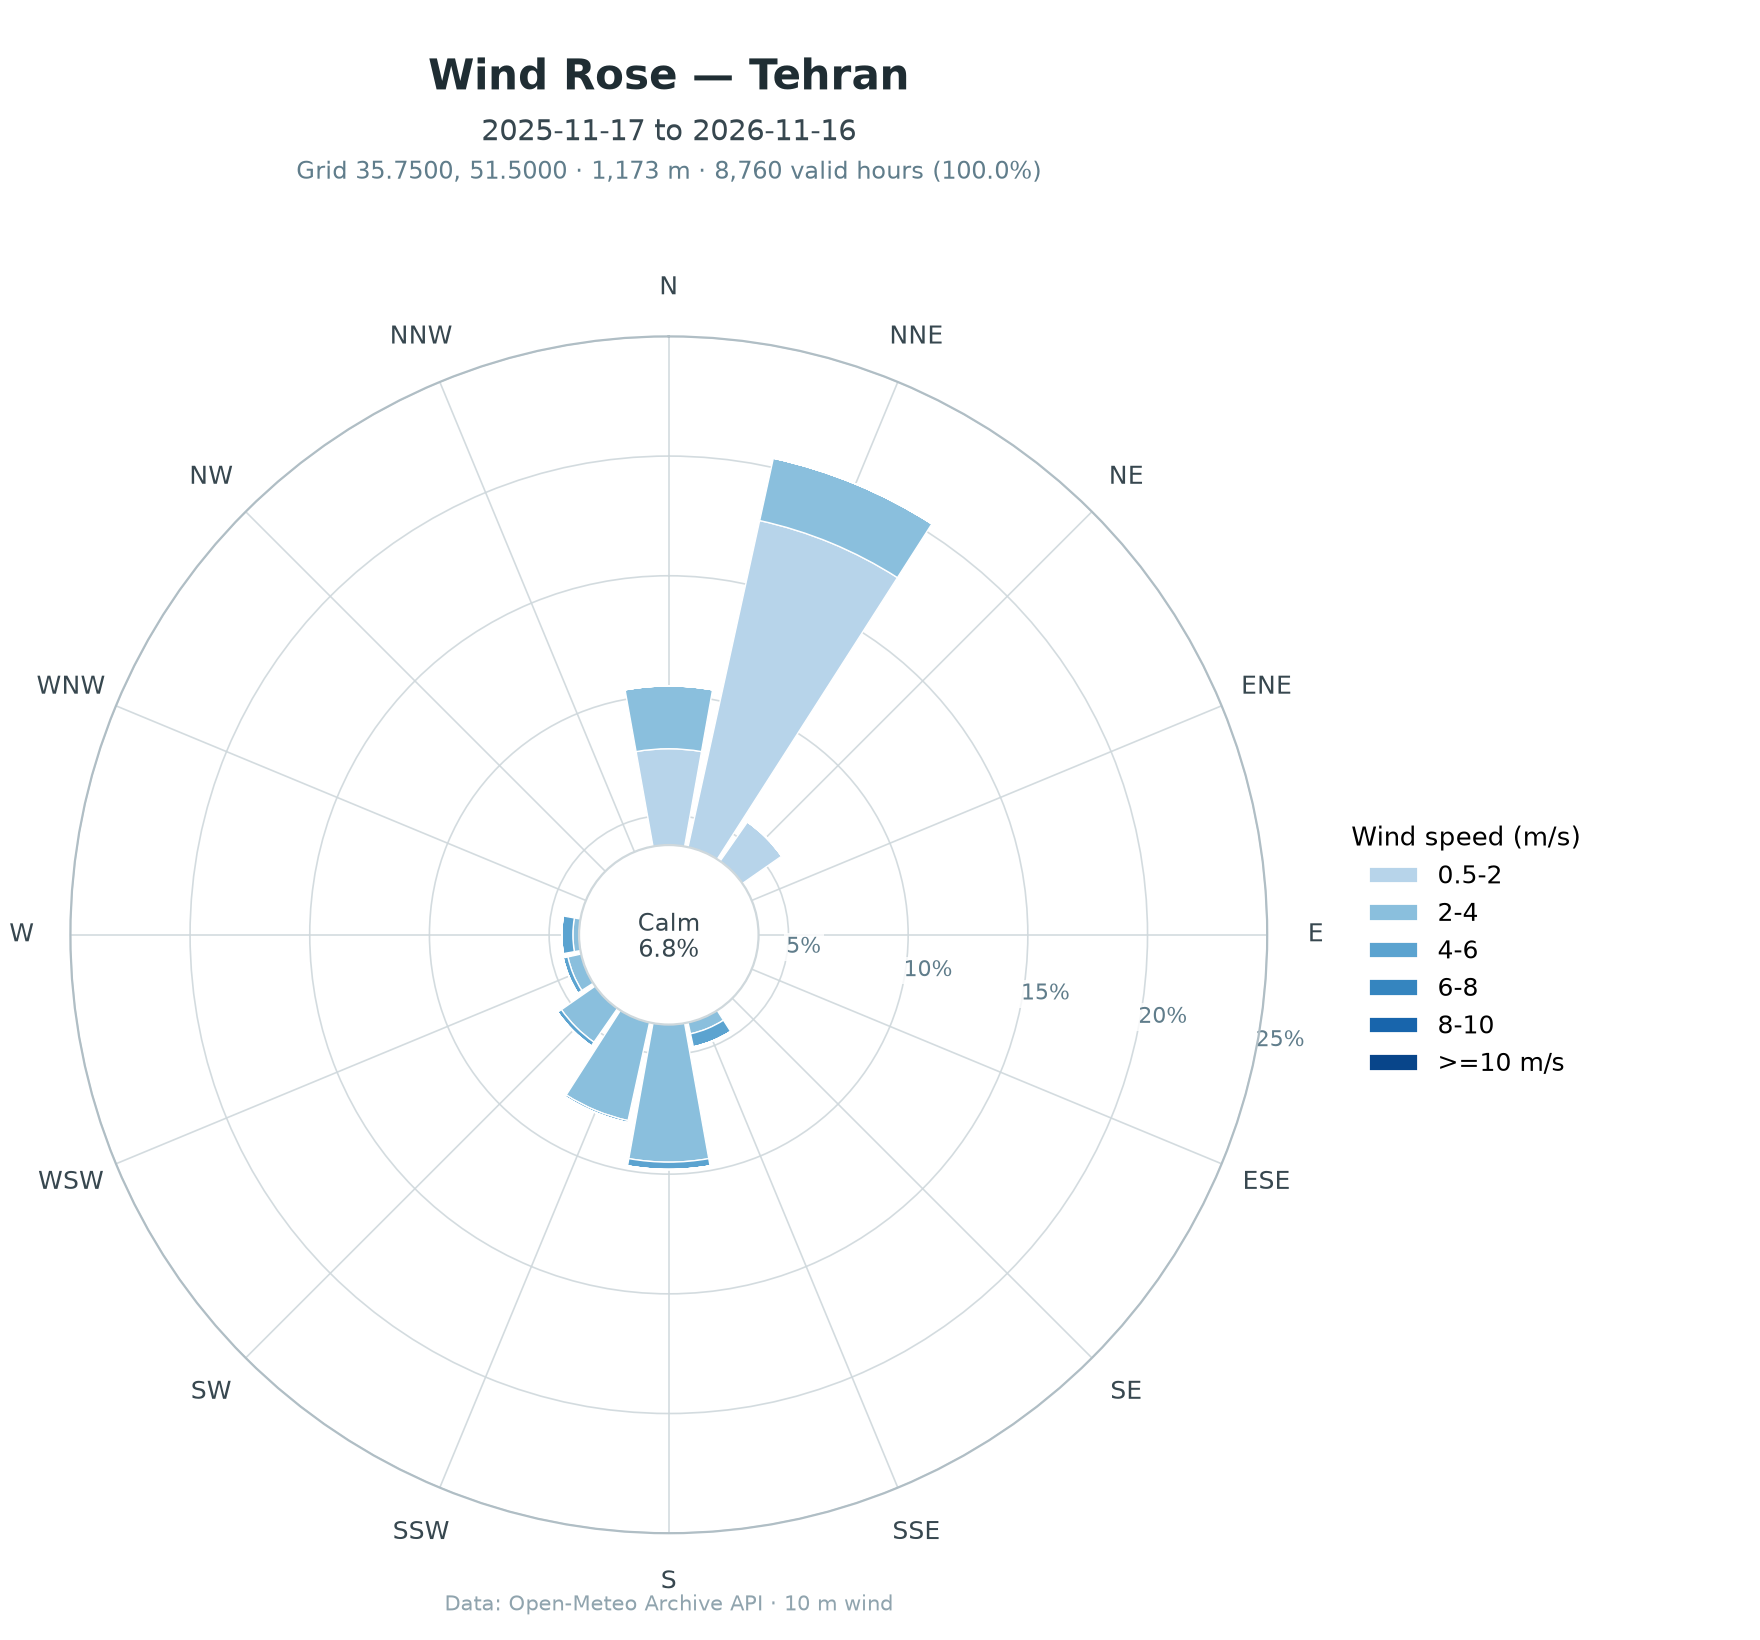 Wind Rose — Tehran
2025-11-17 to 2026-11-16
Grid 35.7500, 51.5000 · 1,173 m · 8,760 valid hours (100.0%)
N
NNW
NNE
NW
NE
WNW
ENE
W
E
WSW
ESE
SW
SE
SSW
SSE
S
Calm
6.8%
5%
10%
15%
20%
25%
Wind speed (m/s)
0.5-2
2-4
4-6
6-8
8-10
>=10 m/s
Data: Open-Meteo Archive API · 10 m wind